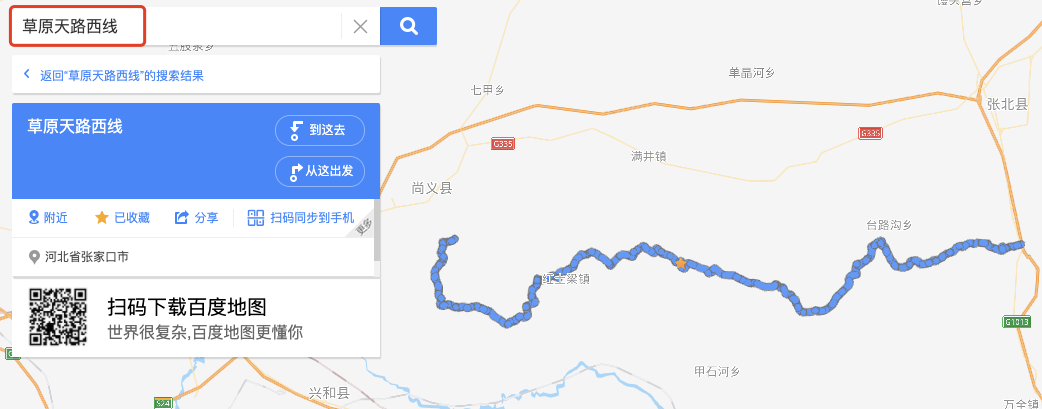 草原天路西线
五股泉乡
返回"草原天路西线"的搜索结果
草原天路西线
到这去
从这出发
附近
已收藏
分享
扫码同步到手机
更多
河北省张家口市
扫码下载百度地图
世界很复杂,百度地图更懂你
单晶河乡
七甲乡
张北县
G335
G335
满井镇
尚义县
台路沟乡
红土梁镇
G1013
甲石河乡
兴和县
S24
万全镇